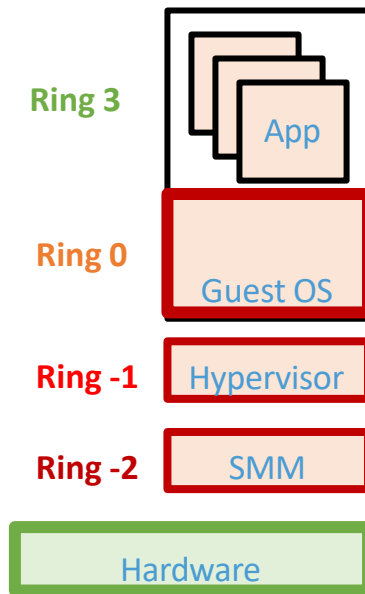 Ring 3
App
Ring 0
Guest OS
Ring -1
Hypervisor
Ring -2
SMM
Hardware